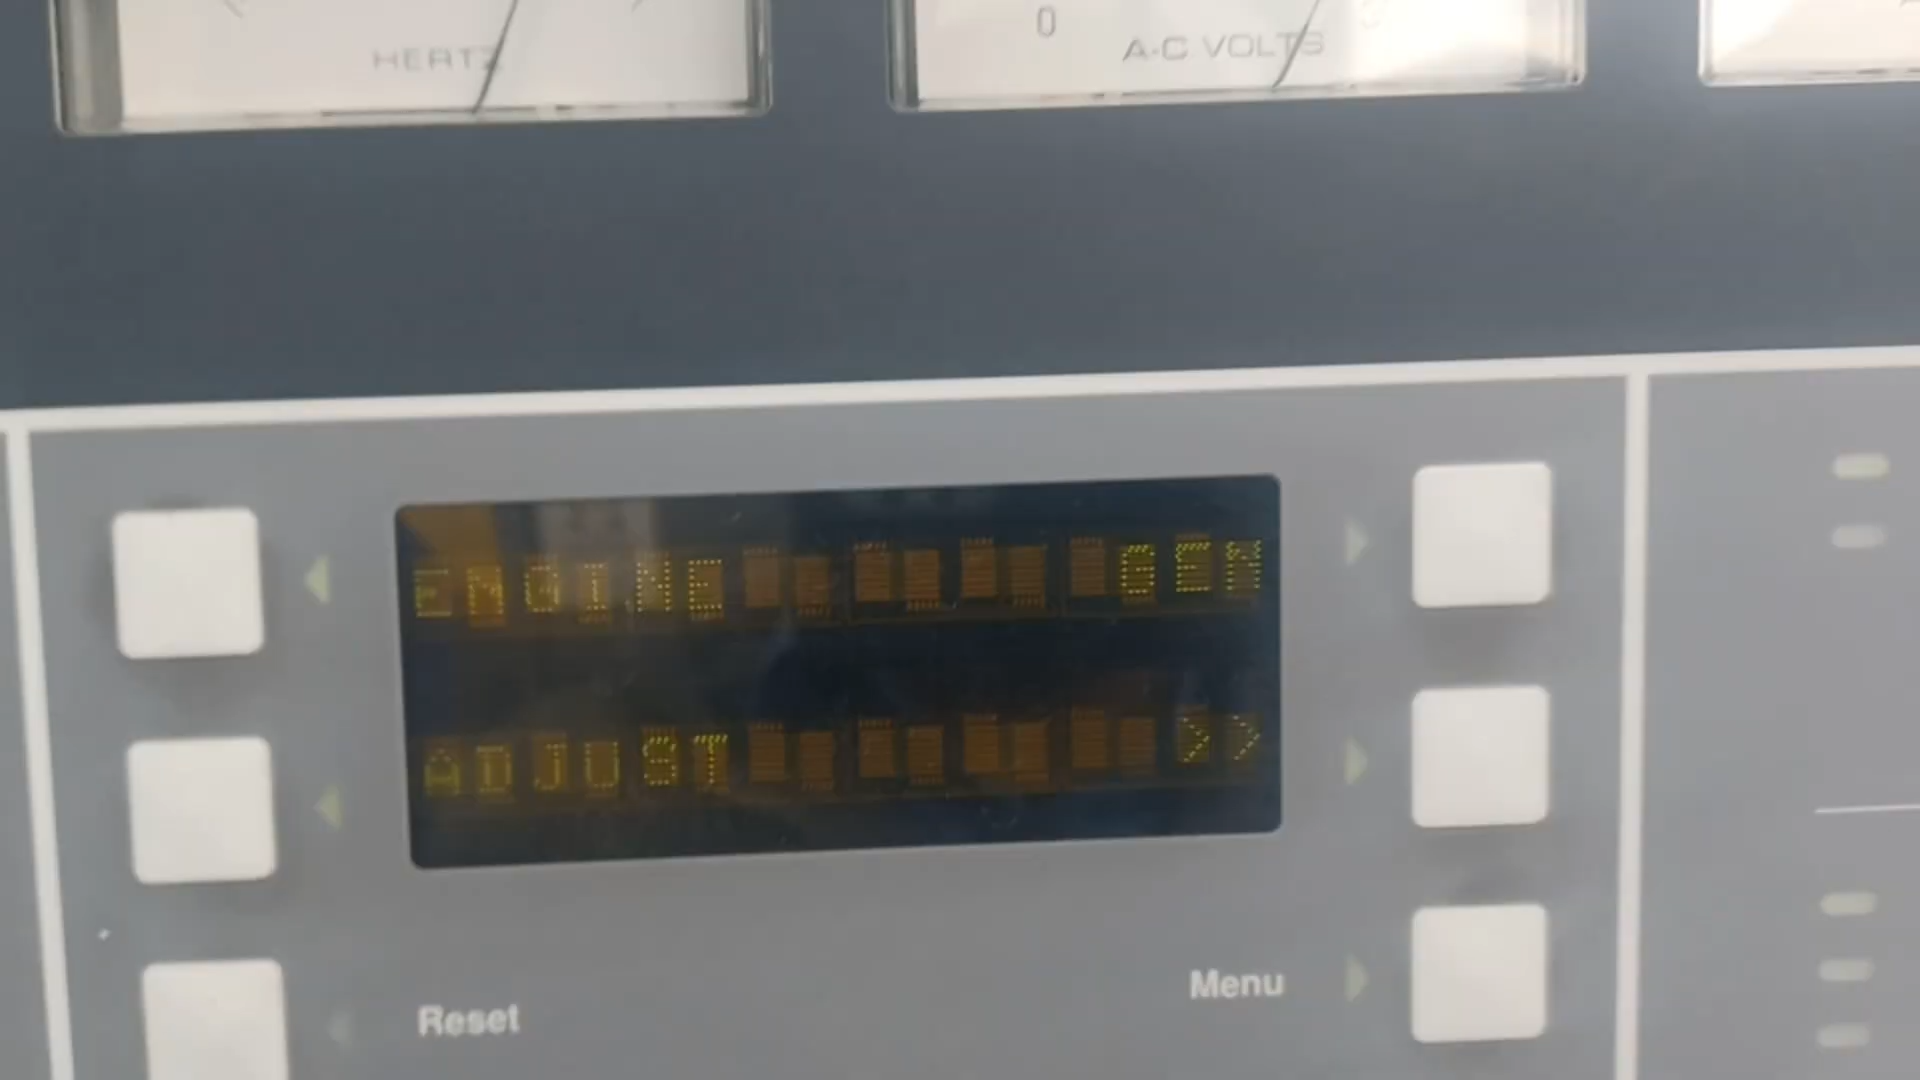 HERTZ
0
A-C VOLTS
ENGINE GEN
ADJUST >>
Menu
Reset